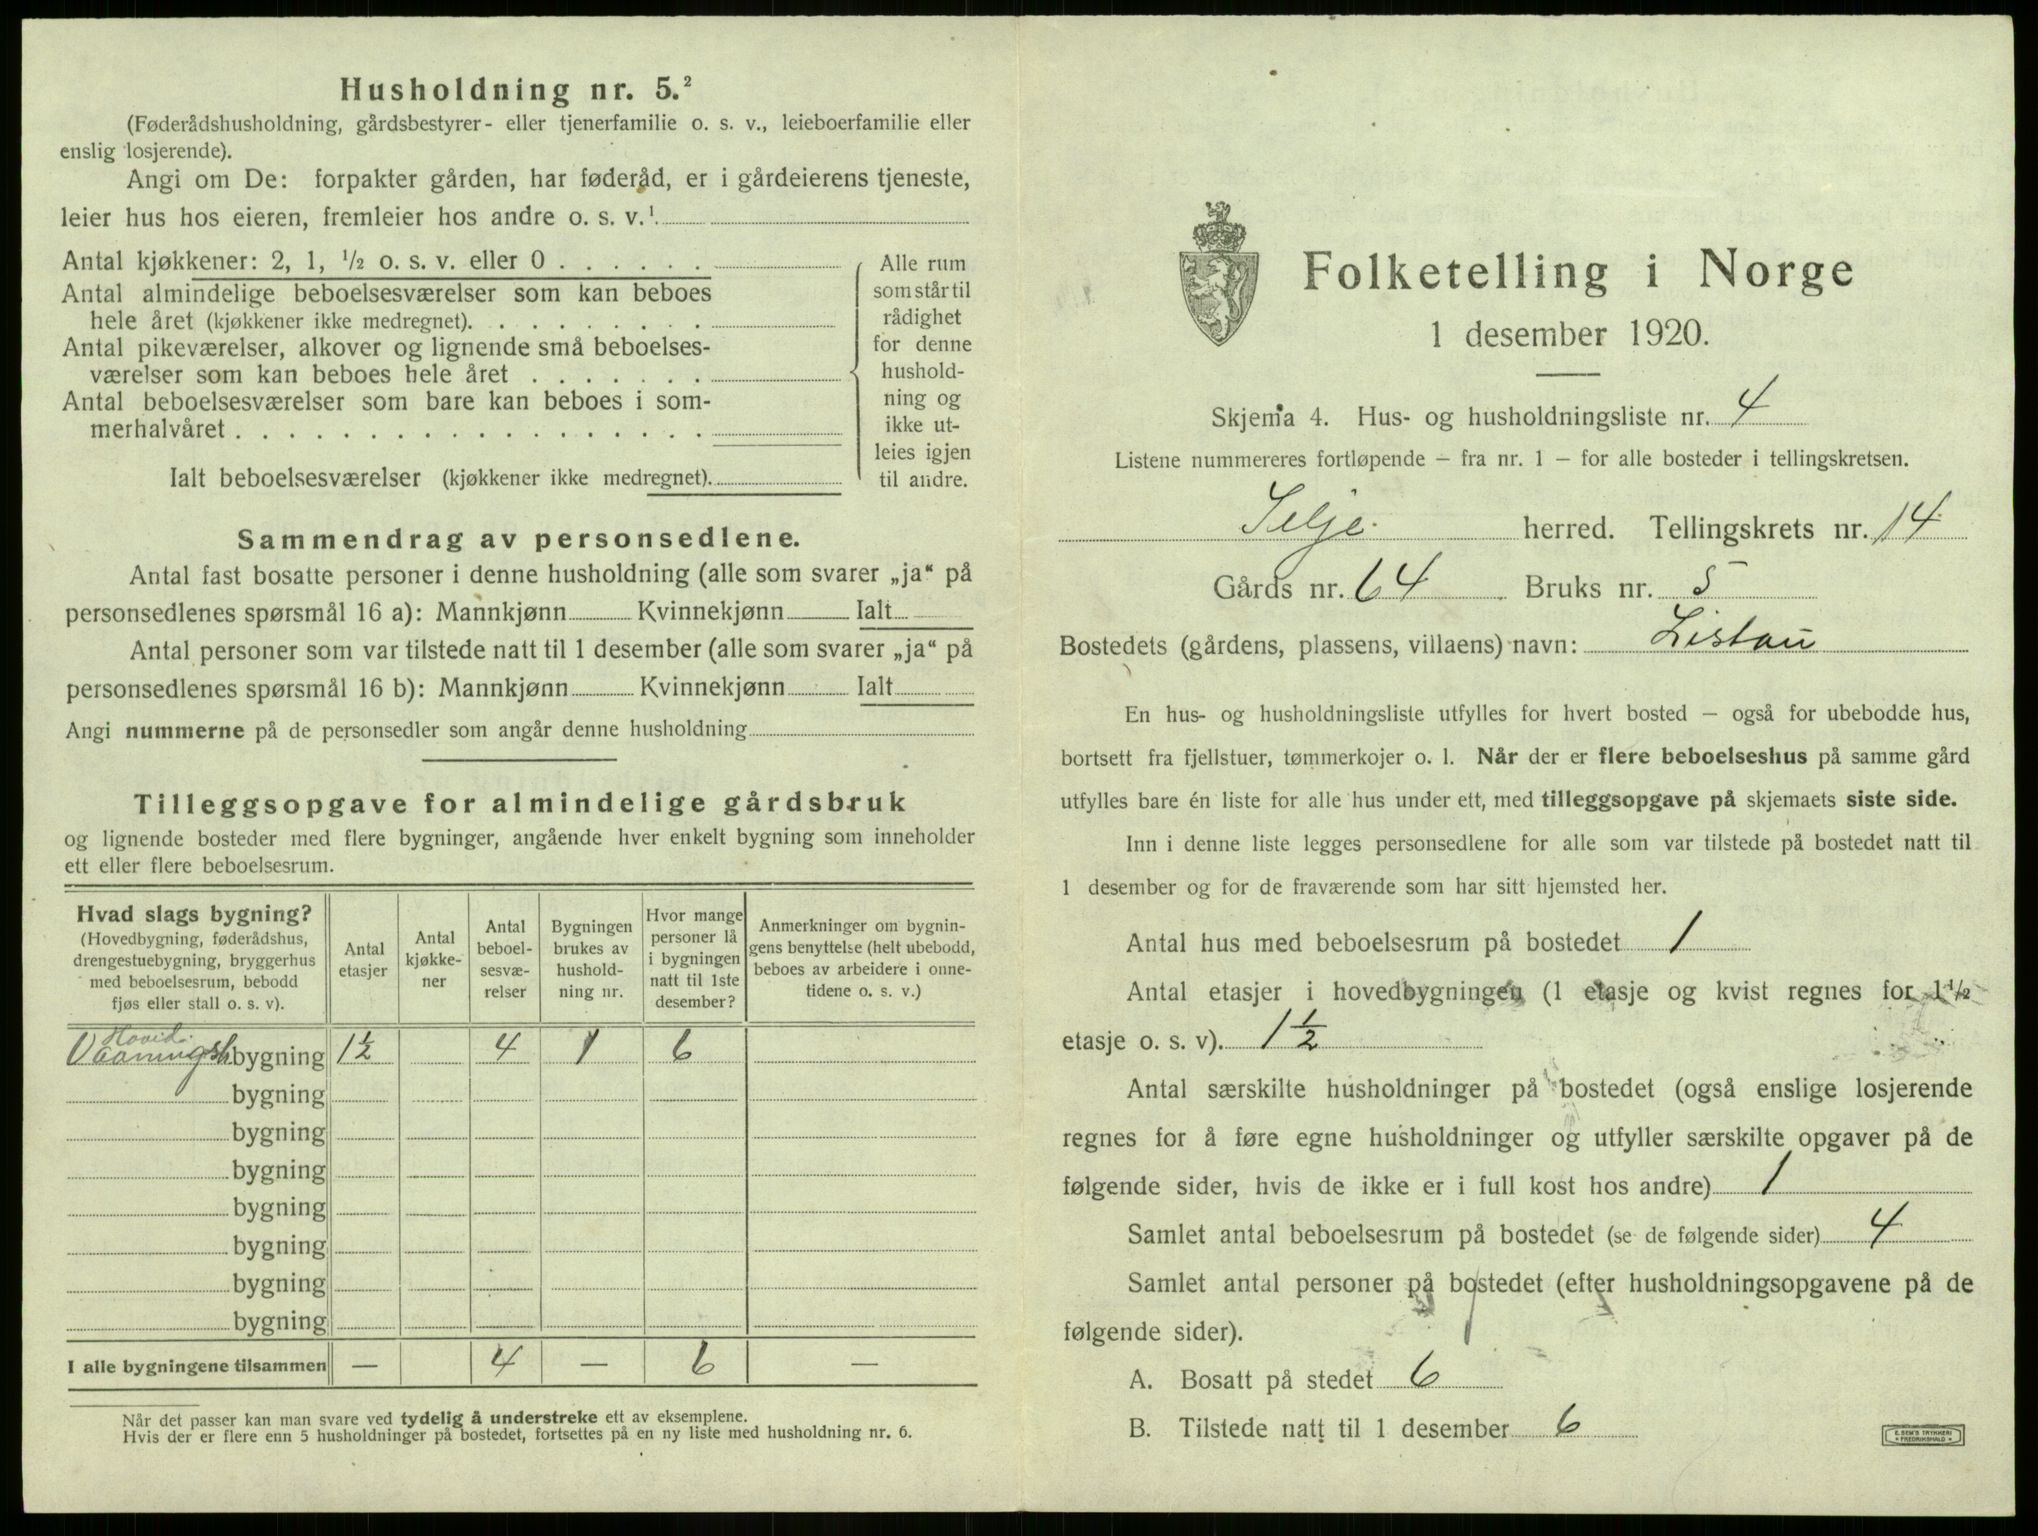 Husholdning nr. 5.²
(Føderådshusholdning, gårdsbestyrer- eller tjenerfamilie o. s. v., leieboerfamilie eller
enslig losjerende).
Angi om De: forpakter gården, har føderåd, er i gårdeierens tjeneste,
leier hus hos eieren, fremleier hos andre o. s. v.¹
Antal kjøkkener: 2, 1, ½ o. s. v. eller 0 . . . . . .
Antal almindelige beboelsesværelser som kan beboes
hele året (kjøkkener ikke medregnet). . . . . . . . .
Antal pikeværelser, alkover og lignende små beboelses-
værelser som kan beboes hele året . . . . . . .
Antal beboelsesværelser som bare kan beboes i som-
merhalvåret . . . . . . . . . . . . . . . . .
Ialt beboelsesværelser (kjøkkener ikke medregnet).
Alle rum
som står til
rådighet
for denne
hushold-
ning og
ikke ut-
leies igjen
til andre.
Sammendrag av personsedlene.
Antal fast bosatte personer i denne husholdning (alle som svarer „ja“ på
personsedlenes spørsmål 16 a): Mannkjønn Kvinnekjønn Ialt
Antal personer som var tilstede natt til 1 desember (alle som svarer „ja“ på
personsedlenes spørsmål 16 b): Mannkjønn Kvinnekjønn Ialt
Angi nummerne på de personsedler som angår denne husholdning
Tilleggsopgave for almindelige gårdsbruk
og lignende bosteder med flere bygninger, angående hver enkelt bygning som inneholder
ett eller flere beboelsesrum.
Hvad slags bygning?
(Hovedbygning, føderådshus,
drengestuebygning, bryggerhus
med beboelsesrum, bebodd
fjøs eller stall o. s. v).
Antal
etasjer
Antal
kjøkke-
ner
Antal
beboel-
sesvæ-
relser
Bygningen
brukes av
hushold-
ning nr.
Hvor mange
personer lå
i bygningen
natt til 1ste
desember?
Anmerkninger om bygnin-
gens benyttelse (helt ubebodd,
beboes av arbeidere i onne-
tidene o. s. v.)
Hovid.
Vaaningsh bygning 1½ 4 1 6
bygning
bygning
bygning
bygning
bygning
bygning
bygning
I alle bygningene tilsammen — 4 — 6 —
Når det passer kan man svare ved tydelig å understreke ett av eksemplene.
Hvis der er flere enn 5 husholdninger på bostedet, fortsettes på en ny liste med husholdning nr. 6.
Folketelling i Norge
1 desember 1920.
Skjema 4. Hus- og husholdningsliste nr. 4
Listene nummereres fortløpende – fra nr. 1 – for alle bosteder i tellingskretsen.
Selje herred. Tellingskrets nr. 14
Gårds nr. 64 Bruks nr. 5
Bostedets (gårdens, plassens, villaens) navn: Listau
En hus- og husholdningsliste utfylles for hvert bosted – også for ubebodde hus,
bortsett fra fjellstuer, tømmerkojer o. l. Når der er flere beboelseshus på samme gård
utfylles bare én liste for alle hus under ett, med tilleggsopgave på skjemaets siste side.
Inn i denne liste legges personsedlene for alle som var tilstede på bostedet natt til
1 desember og for de fraværende som har sitt hjemsted her.
Antal hus med beboelsesrum på bostedet 1
Antal etasjer i hovedbygningen (1 etasje og kvist regnes for 1½
etasje o. s. v). 1½
Antal særskilte husholdninger på bostedet (også enslige losjerende
regnes for å føre egne husholdninger og utfyller særskilte opgaver på de
følgende sider, hvis de ikke er i full kost hos andre) 1
Samlet antal beboelsesrum på bostedet (se de følgende sider) 4
Samlet antal personer på bostedet (efter husholdningsopgavene på de
følgende sider).
A. Bosatt på stedet 6
B. Tilstede natt til 1 desember 6
E. SEM'S TRYKKERI
• FREDRIKSHALD •